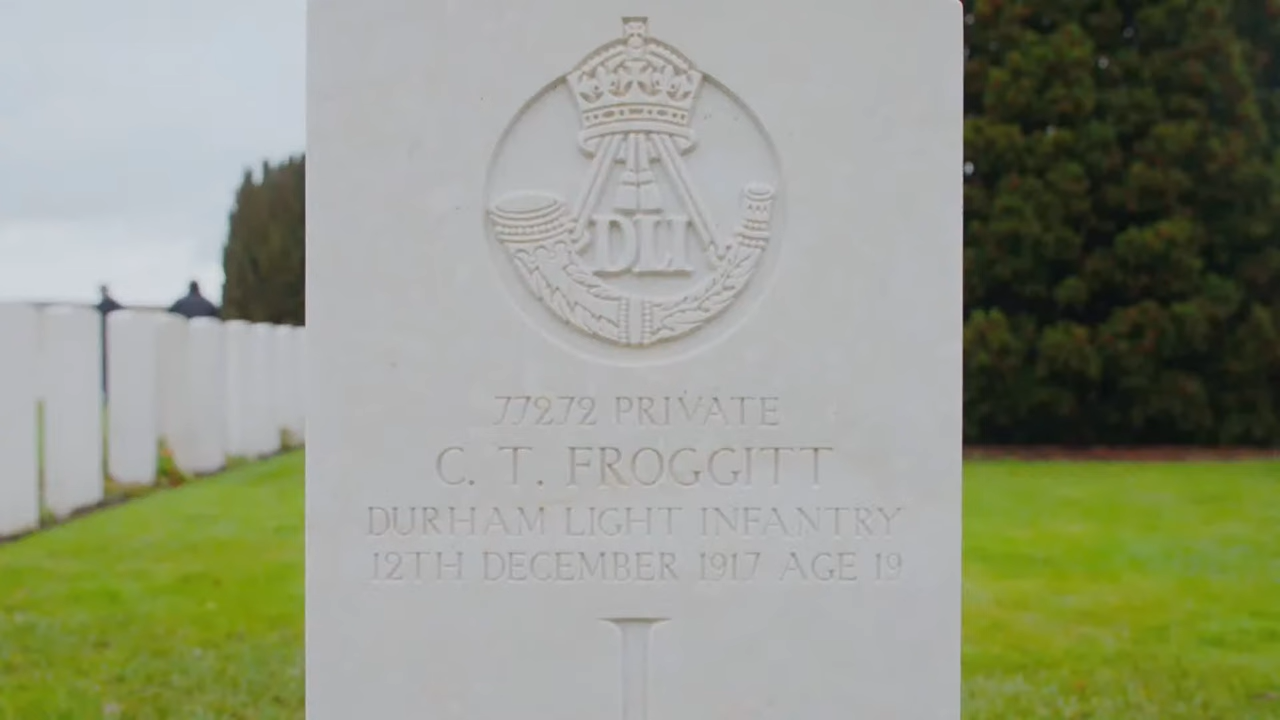 DLI
77272 PRIVATE
C. T. FROGGITT
DURHAM LIGHT INFANTRY
12TH DECEMBER 1917 AGE 19